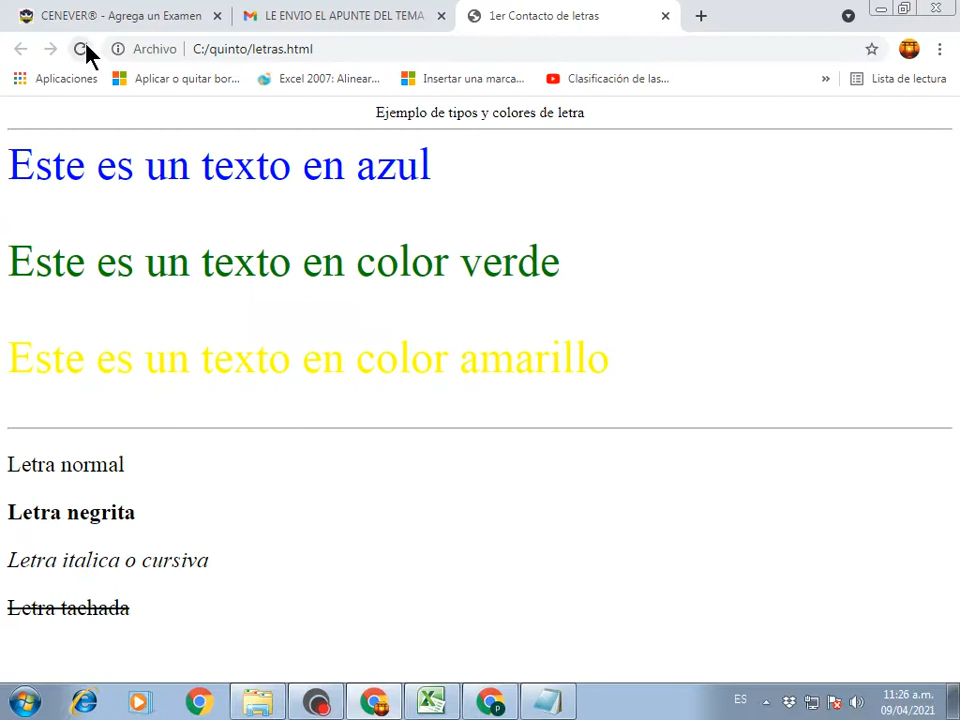 CENEVER® - Agrega un Examen
LE ENVIO EL APUNTE DEL TEMA
1er Contacto de letras
Archivo
C:/quinto/letras.html
Aplicaciones
Aplicar o quitar bor...
Excel 2007: Alinear...
Insertar una marca...
Clasificación de las...
»
Lista de lectura
Ejemplo de tipos y colores de letra
Este es un texto en azul
Este es un texto en color verde
Este es un texto en color amarillo
Letra normal
Letra negrita
Letra italica o cursiva
Letra tachada
ES
11:26 a.m.
09/04/2021